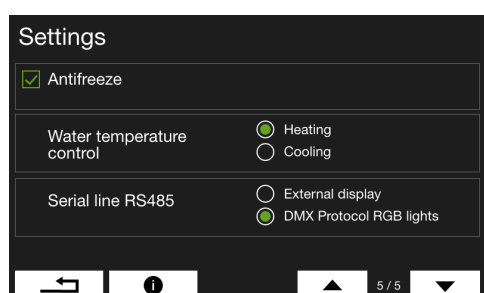 Settings
Antifreeze
Water temperature
control
Heating
Cooling
Serial line RS485
External display
DMX Protocol RGB lights
i
5 / 5